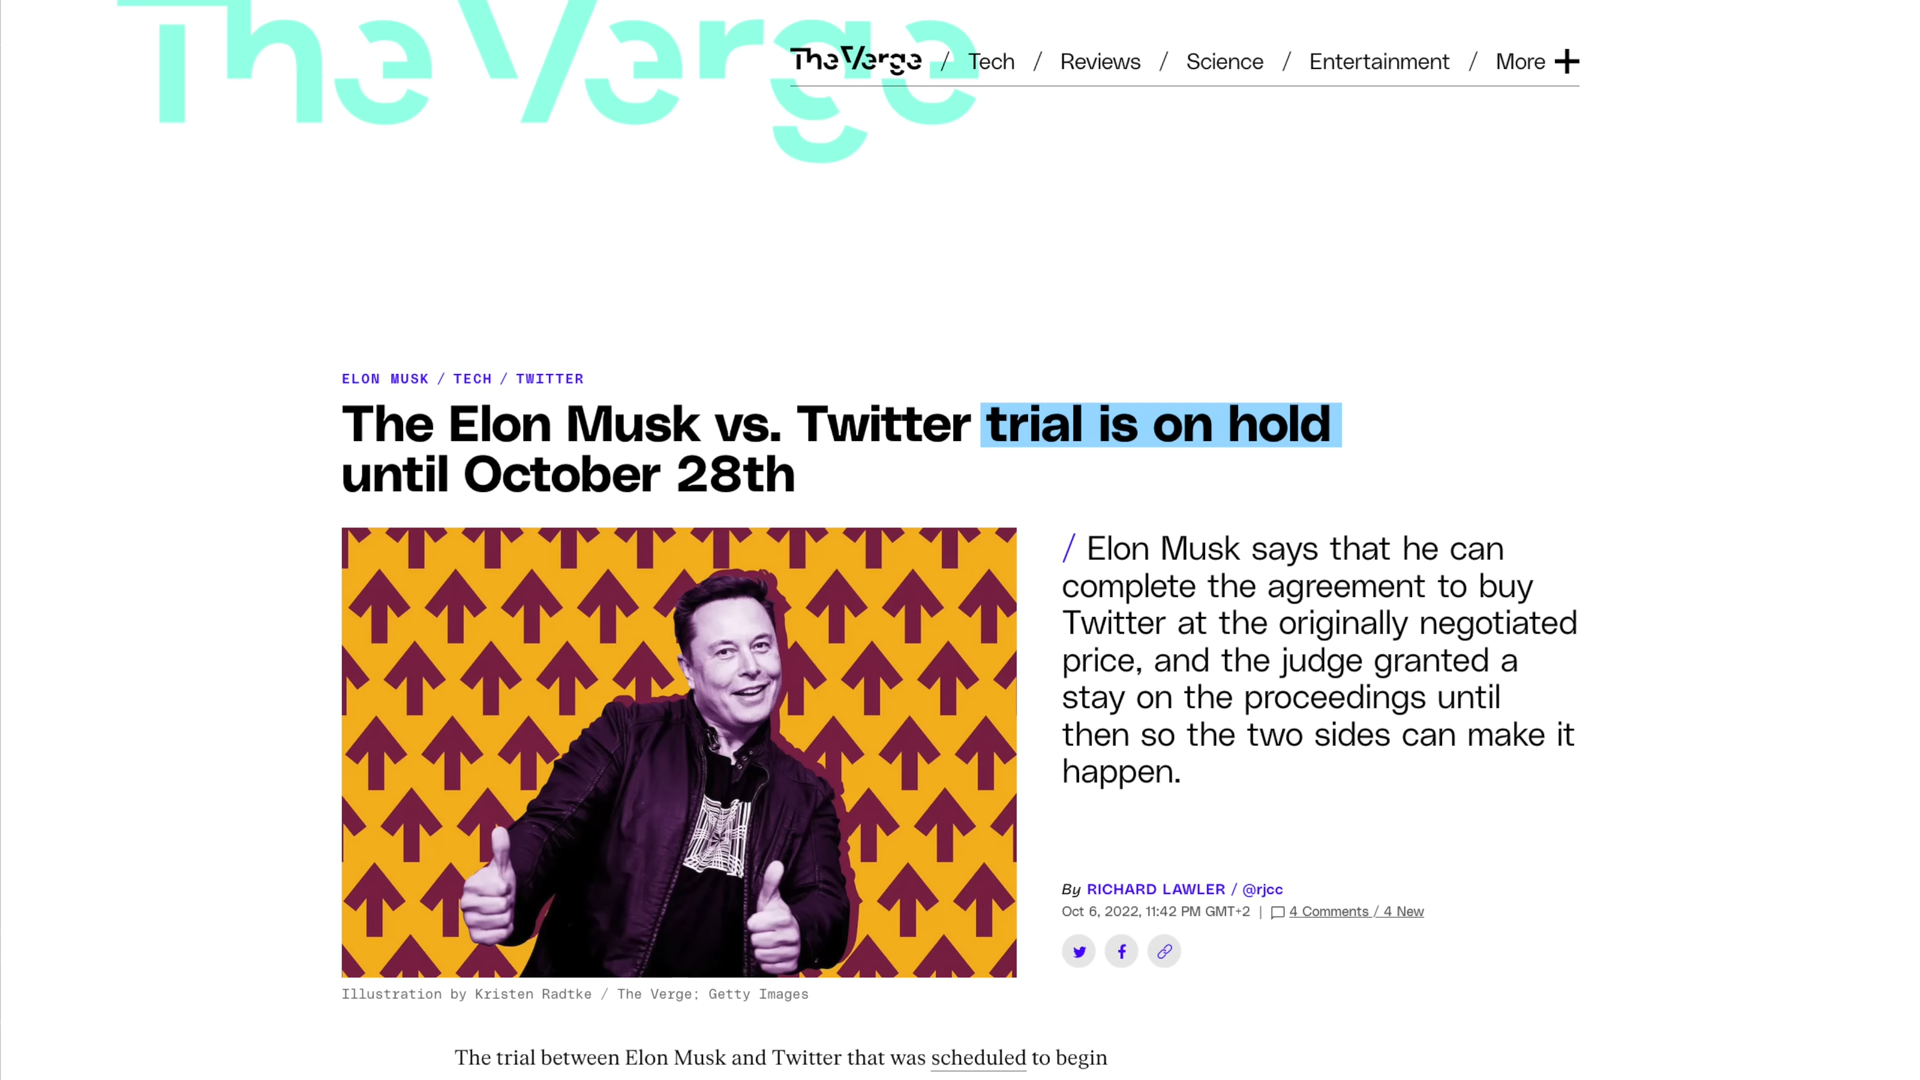 The Verge
The Verge / Tech / Reviews / Science / Entertainment / More
ELON MUSK / TECH / TWITTER
The Elon Musk vs. Twitter trial is on hold
until October 28th
/ Elon Musk says that he can
complete the agreement to buy
Twitter at the originally negotiated
price, and the judge granted a
stay on the proceedings until
then so the two sides can make it
happen.
By RICHARD LAWLER / @rjcc
Oct 6, 2022, 11:42 PM GMT+2 | 4 Comments / 4 New
Illustration by Kristen Radtke / The Verge; Getty Images
The trial between Elon Musk and Twitter that was scheduled to begin